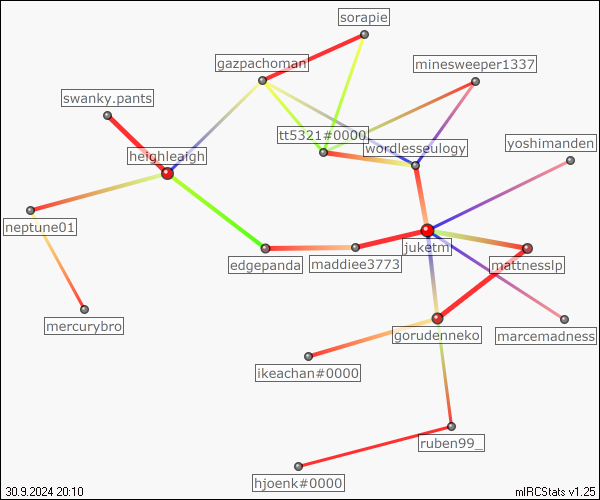 sorapie
gazpachoman
minesweeper1337
swanky.pants
tt5321#0000
yoshimanden
wordlesseulogy
heighleaigh
neptune01
juketm
edgepanda
maddiee3773
mattnesslp
mercurybro
gorudenneko
marcemadness
ikeachan#0000
ruben99_
hjoenk#0000
30.9.2024 20:10
mIRCStats v1.25